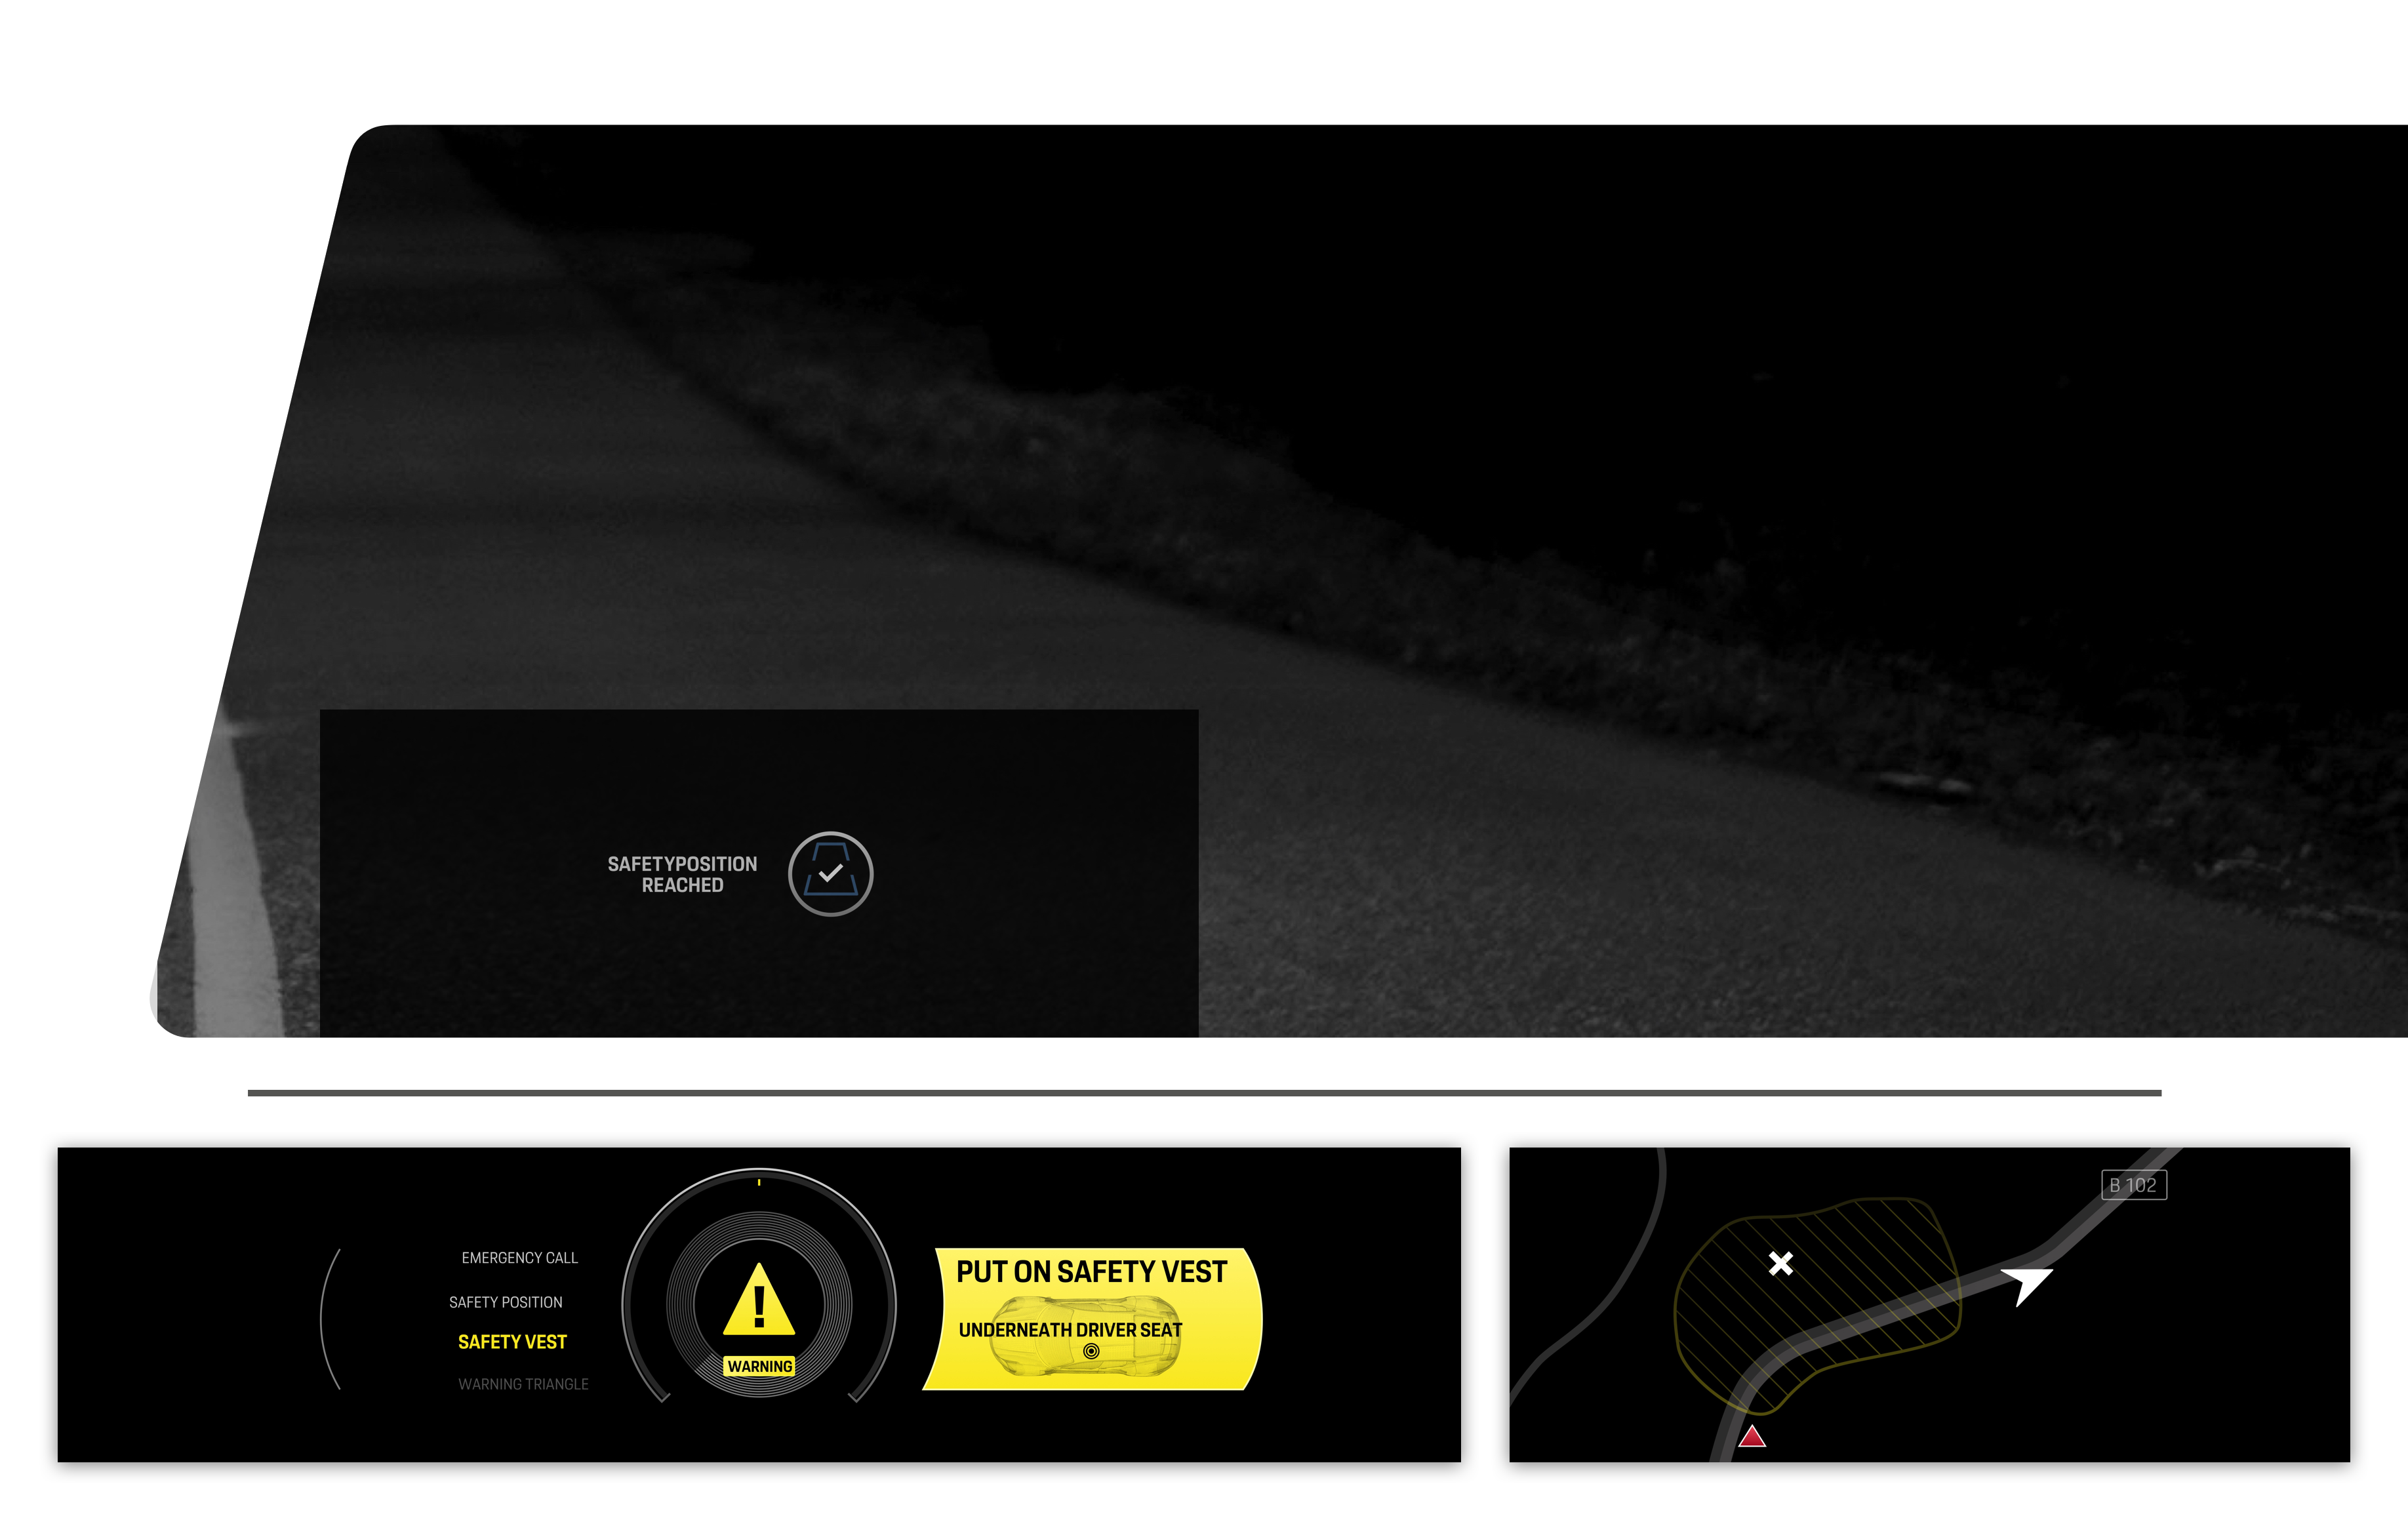 SAFETYPOSITION
REACHED
EMERGENCY CALL
SAFETY POSITION
SAFETY VEST
WARNING TRIANGLE
WARNING
PUT ON SAFETY VEST
UNDERNEATH DRIVER SEAT
B 102